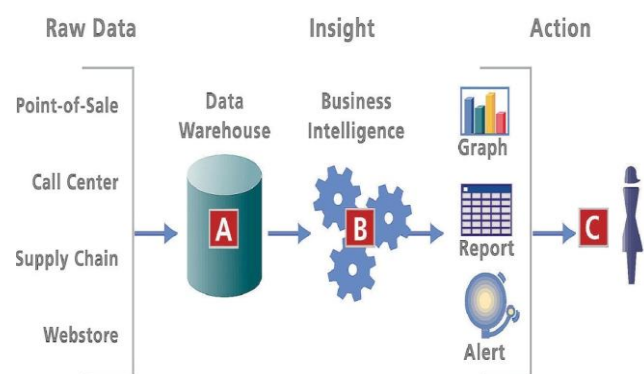 Raw Data
Insight
Action
Point-of-Sale
Call Center
Supply Chain
Webstore
Data
Warehouse
A
Business
Intelligence
B
Graph
Report
Alert
C